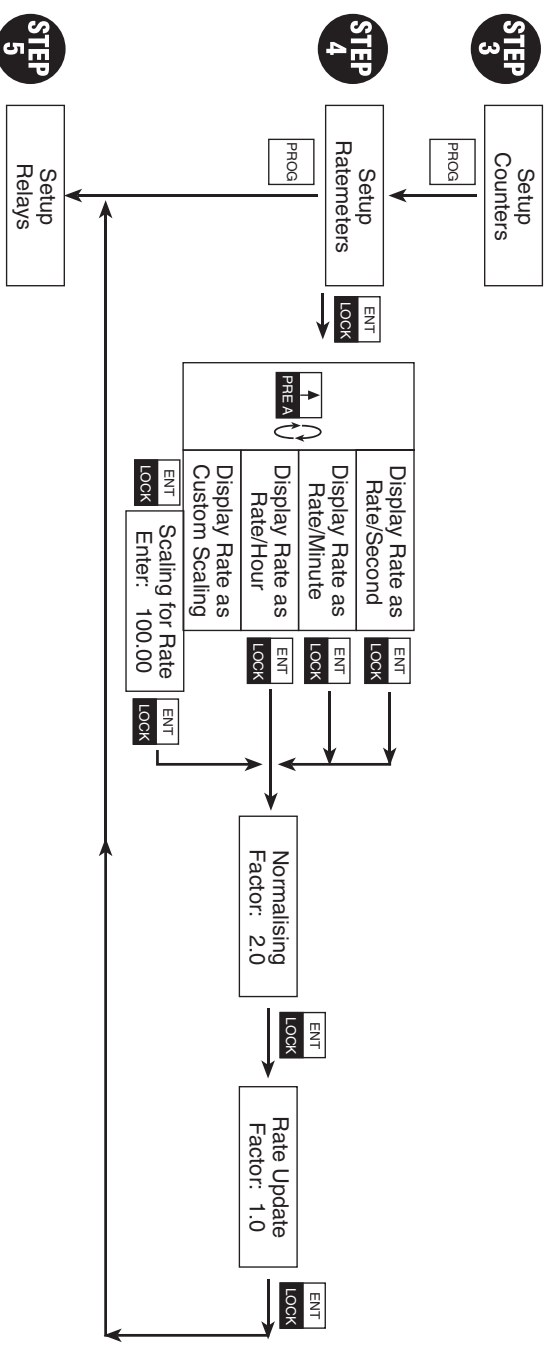 STEP
3
Setup
Counters
PROG
STEP
4
Setup
Ratemeters
ENT
LOCK
PRE A
Display Rate as
Rate/Second
ENT
LOCK
Display Rate as
Rate/Minute
ENT
LOCK
Display Rate as
Rate/Hour
ENT
LOCK
Display Rate as
Custom Scaling
ENT
LOCK
Scaling for Rate
Enter: 100.00
ENT
LOCK
Normalising
Factor: 2.0
ENT
LOCK
Rate Update
Factor: 1.0
ENT
LOCK
PROG
STEP
5
Setup
Relays